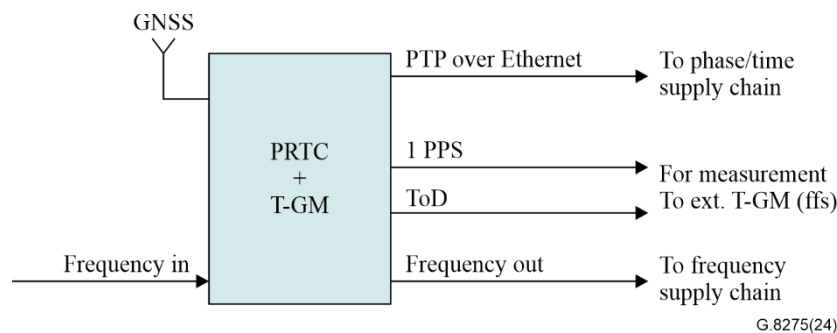 GNSS
PTP over Ethernet
To phase/time
supply chain
PRTC
+
T-GM
1 PPS
For measurement
ToD
To ext. T-GM (ffs)
Frequency in
Frequency out
To frequency
supply chain
G.8275(24)